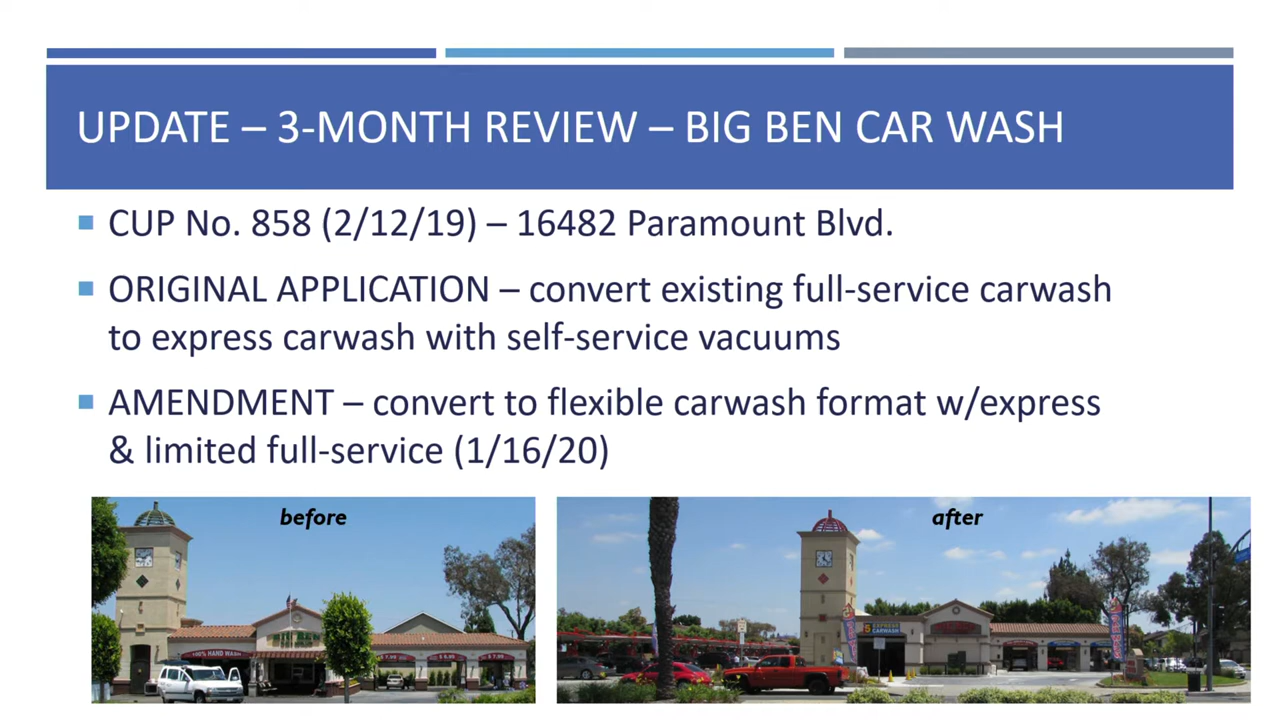 UPDATE – 3-MONTH REVIEW – BIG BEN CAR WASH
CUP No. 858 (2/12/19) – 16482 Paramount Blvd.
ORIGINAL APPLICATION – convert existing full-service carwash
to express carwash with self-service vacuums
AMENDMENT – convert to flexible carwash format w/express
& limited full-service (1/16/20)
before
after
100% HAND WASH
EXPRESS
CARWASH